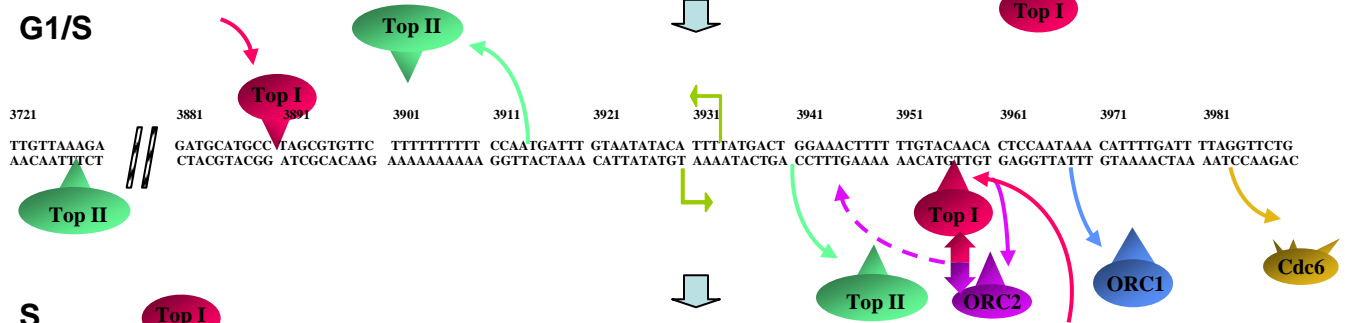 G1/S
Top II
Top I
Top I
3721 3881 3891 3901 3911 3921 3931 3941 3951 3961 3971 3981
TTGTTAAAGA GATGCATGCC TAGCGTGTTC TTTTTTTTTT CCAATGATTT GTAATATACA TTTTATGACT GGAAACTTTT TTGTACAACA CTCCAATAAA CATTTTGATT TTAGGTTCTG
AACAATTTCT CTACGTACGG ATCGCACAAG AAAAAAAAAA GGTTACTAAA CATTATATGT AAAATACTGA CCTTTGAAAA AACATGTTGT GAGGTTATTT GTAAAACTAA AATCCAAGAC
Top II
Top I
Top II
ORC2
ORC1
Cdc6
S
Top I